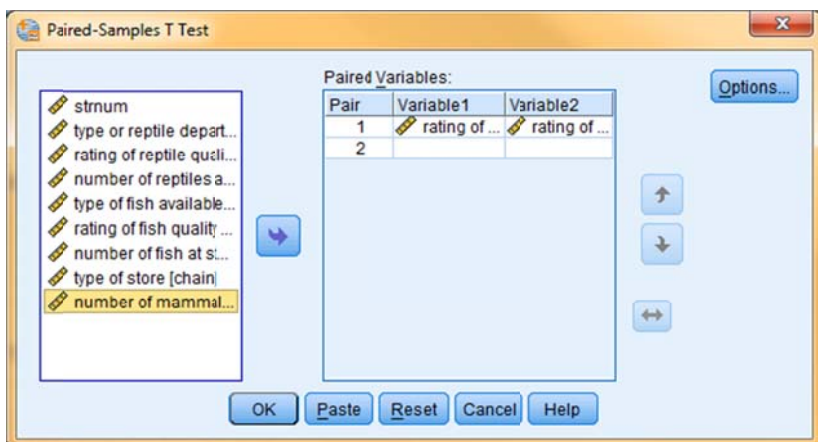 Paired-Samples T Test
Paired Variables:
Options...
Pair Variable1 Variable2
1 rating of ... rating of ...
2
strnum
type or reptile depart...
rating of reptile quali...
number of reptiles a...
type of fish available...
rating of fish quality ...
number of fish at st...
type of store [chain]
number of mammal...
OK Paste Reset Cancel Help